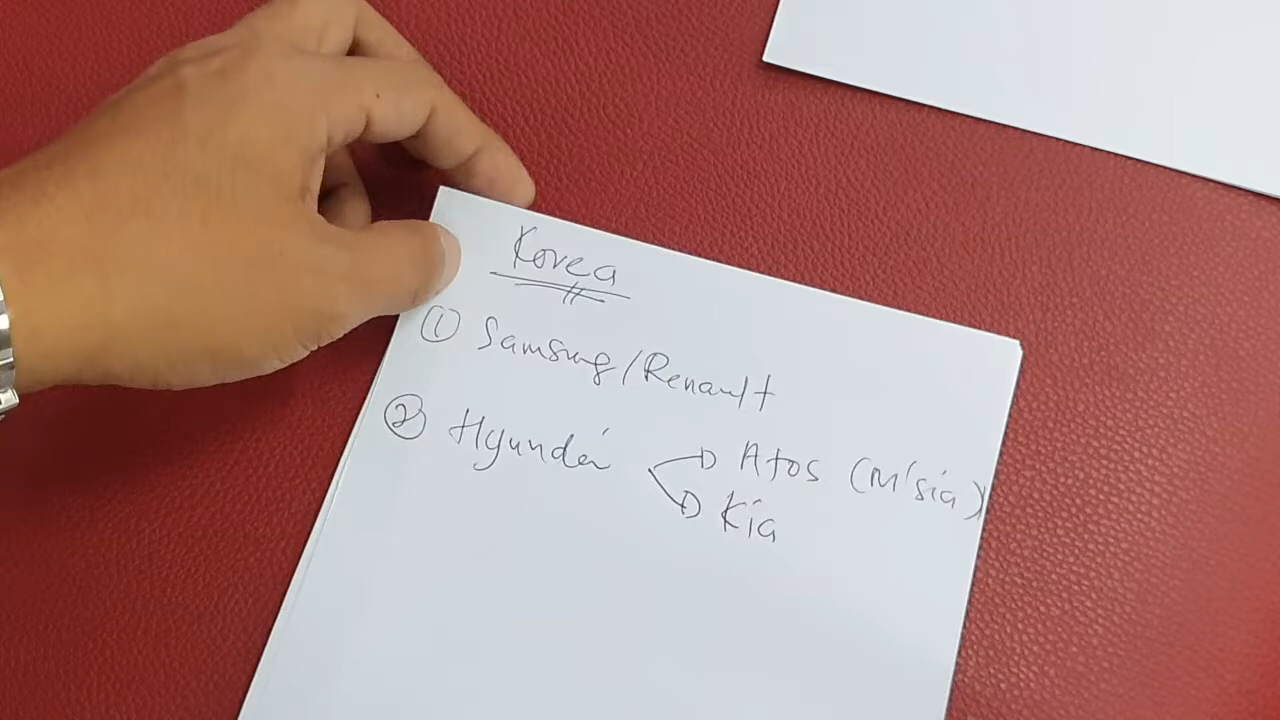 Korea
① Samsung/Renault
② Hyundai → Atos (M'sia)
→ Kia